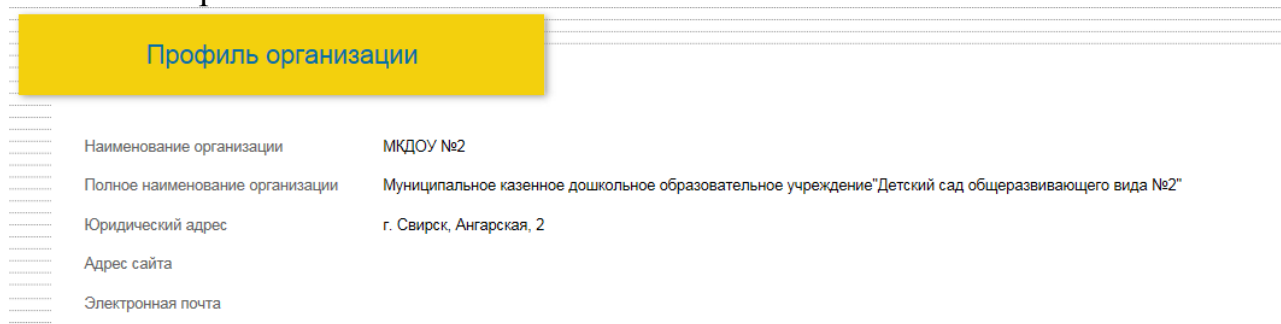 Профиль организации
Наименование организации МКДОУ №2
Полное наименование организации Муниципальное казенное дошкольное образовательное учреждение"Детский сад общеразвивающего вида №2"
Юридический адрес г. Свирск, Ангарская, 2
Адрес сайта
Электронная почта